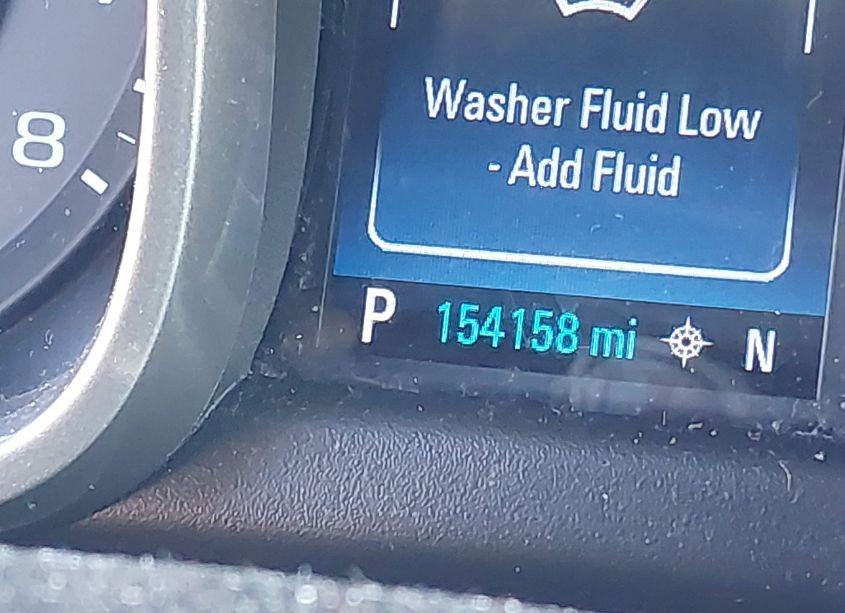 8
Washer Fluid Low
- Add Fluid
P 154158 mi N